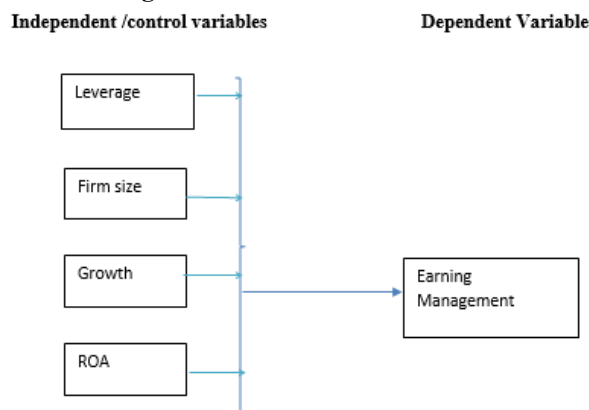 Independent /control variables
Dependent Variable
Leverage
Firm size
Growth
Earning
Management
ROA